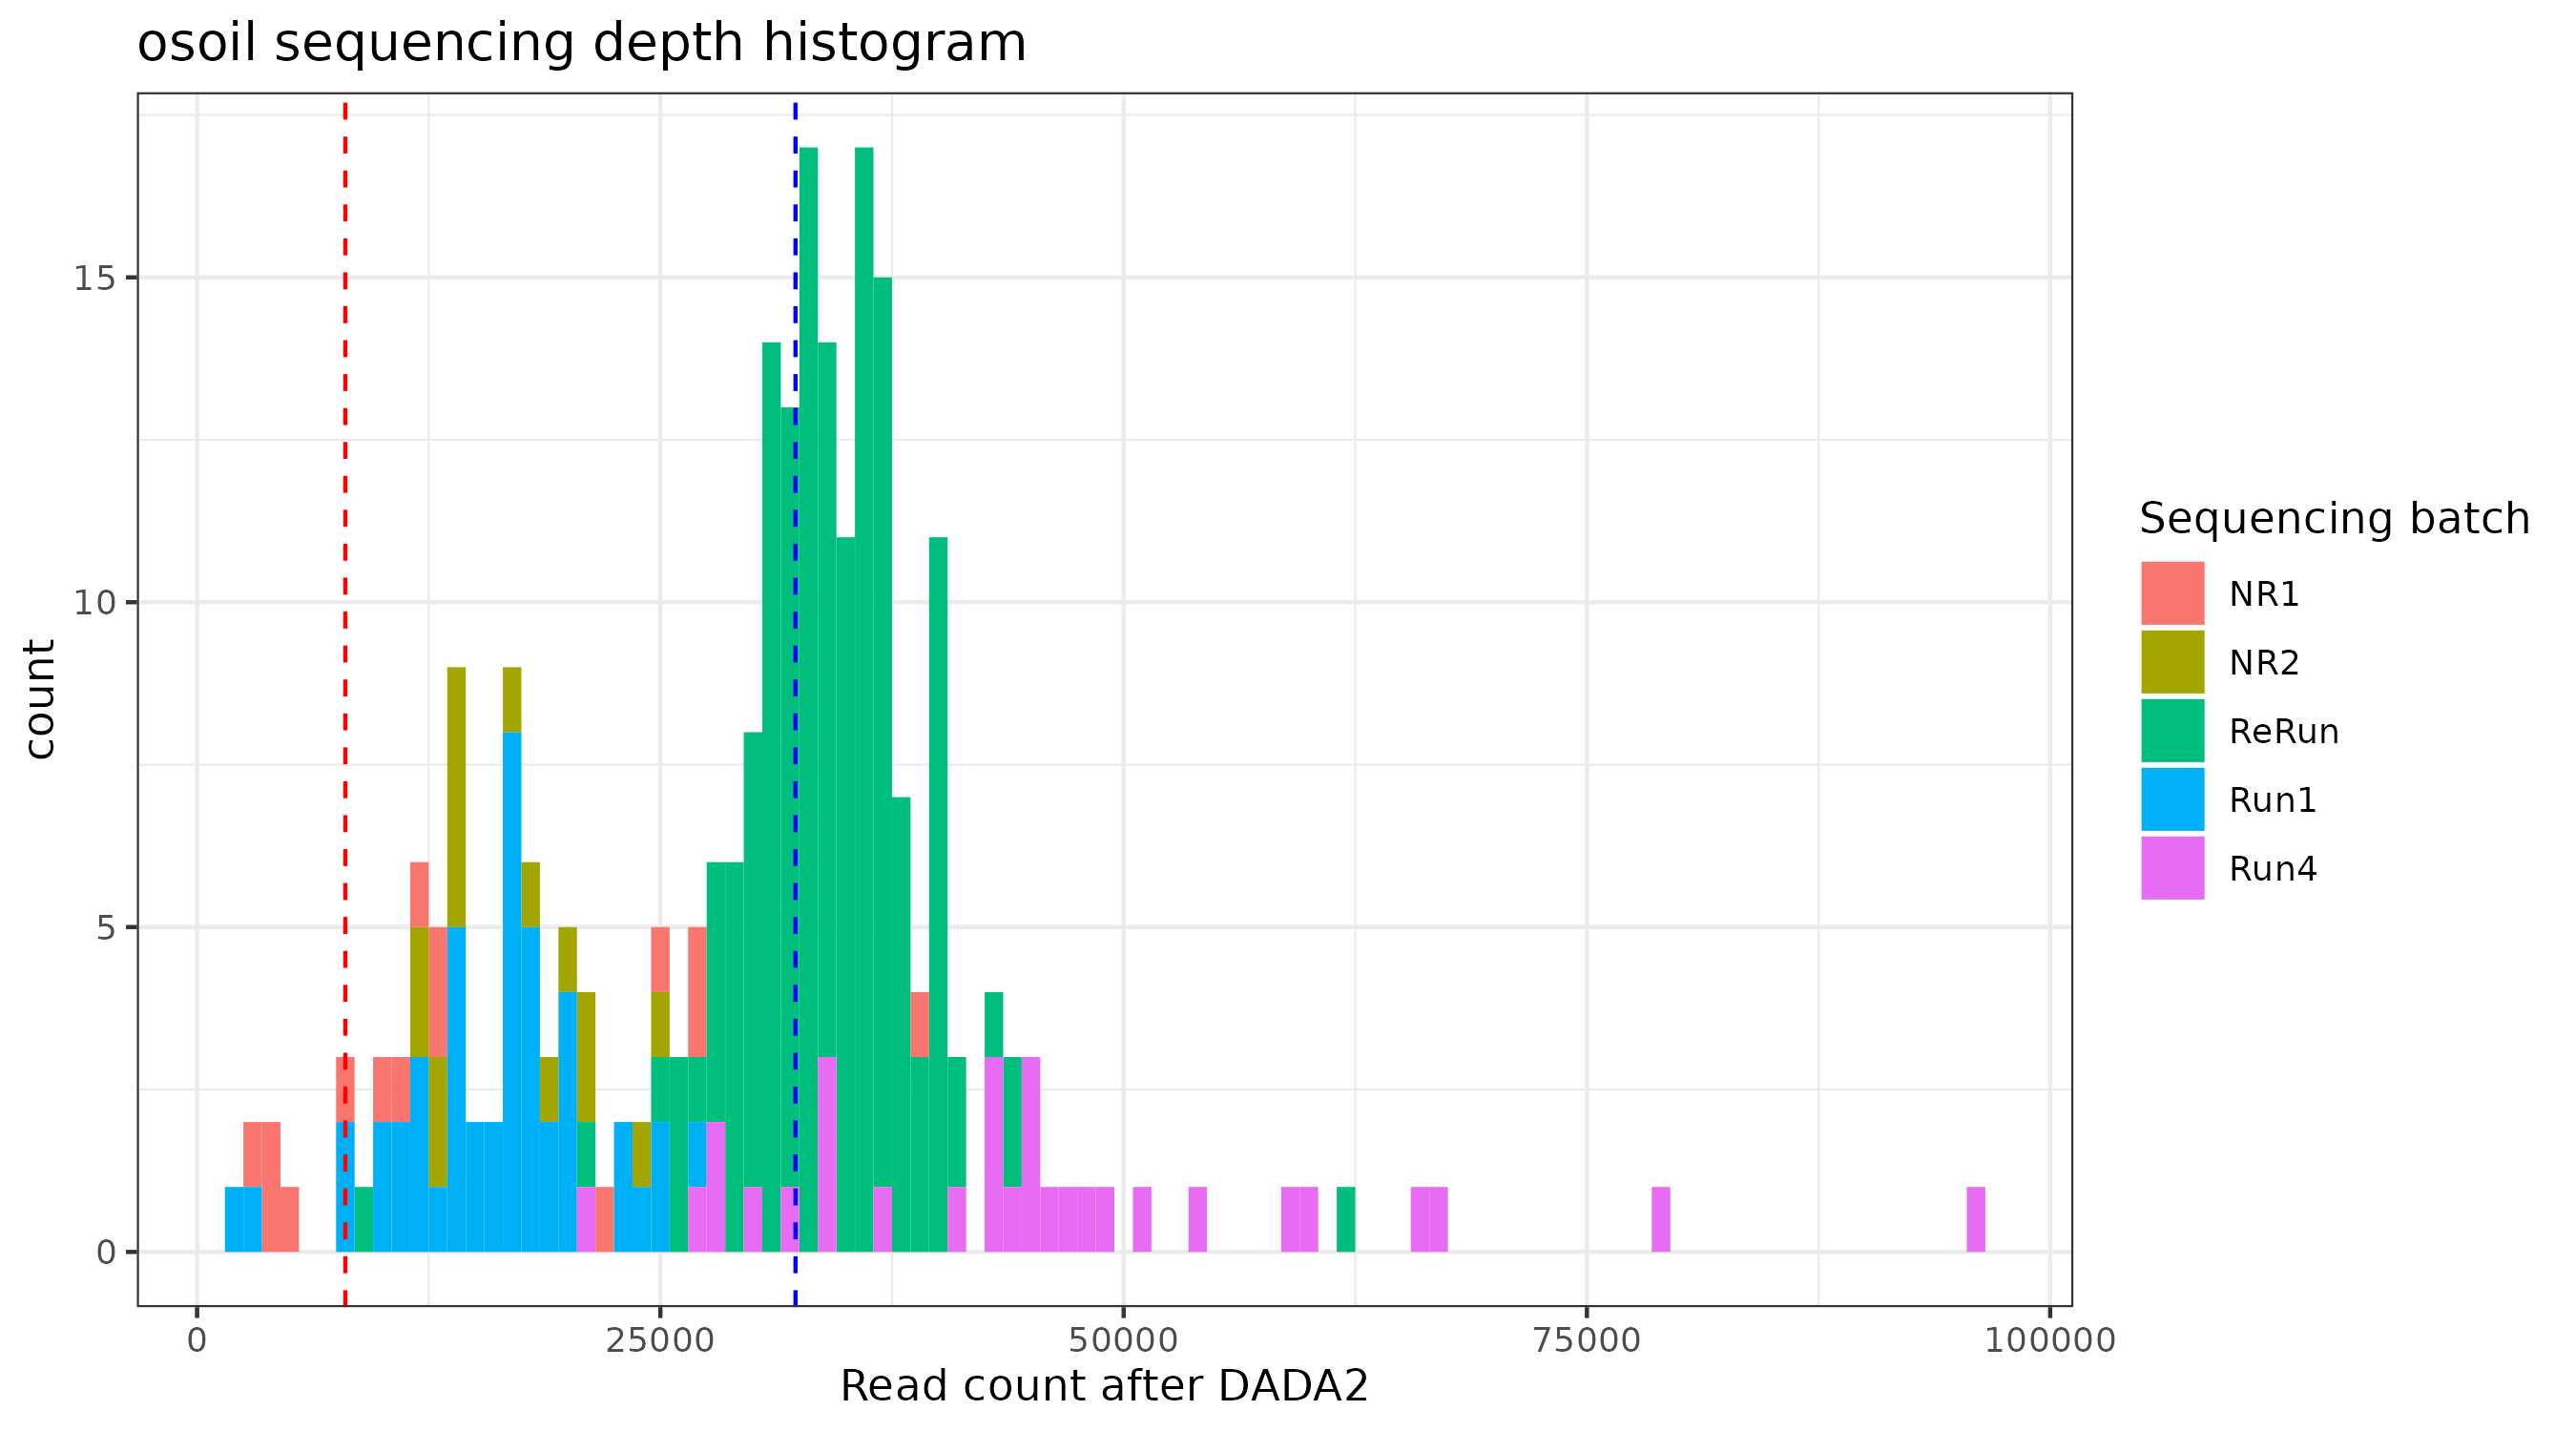 osoil sequencing depth histogram
15
10
5
0
count
0 25000 50000 75000 100000
Read count after DADA2
Sequencing batch
NR1
NR2
ReRun
Run1
Run4